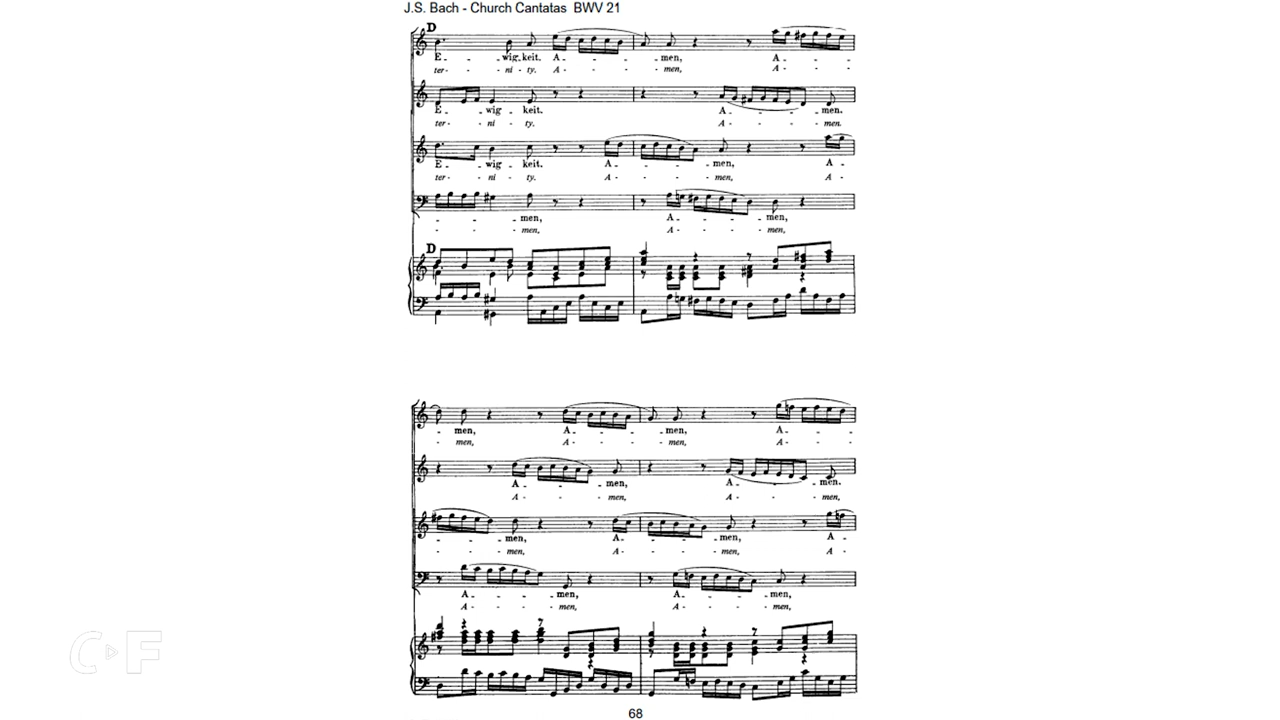 J.S. Bach - Church Cantatas BWV 21
D
E - - wig - keit. A - - - men, A - -
ter - - ni - ty. A - - - men, A - -
E - - wig - keit. A - - - men.
ter - - ni - ty. A - - - men.
E - - wig - keit. A - - - men, A -
ter - - ni - ty. A - - - men, A -
- - - men, A - - - men,
- - - men, A - - - men,
D
men, A - - - men, A - -
men, A - - - men, A - -
A - - - men, A - - men.
A - - - men, A - - men,
men, A - - - men, A -
men, A - - - men, A -
A - - - men, A - - - men,
A - - - men, A - - - men,
C F
68